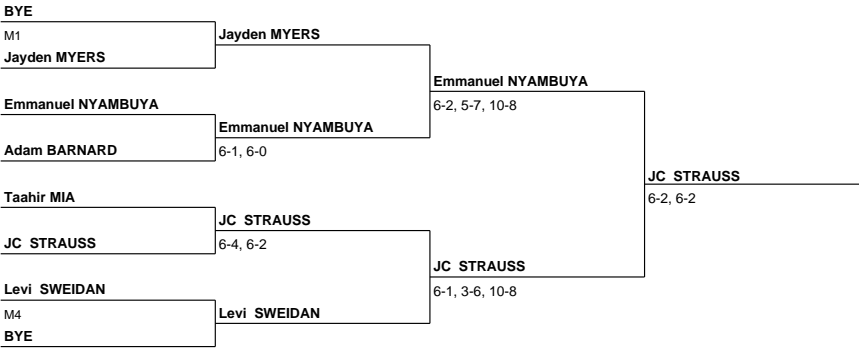 BYE
M1
Jayden MYERS
Jayden MYERS
Emmanuel NYAMBUYA
6-2, 5-7, 10-8
Emmanuel NYAMBUYA
Emmanuel NYAMBUYA
6-1, 6-0
Adam BARNARD
JC STRAUSS
6-2, 6-2
Taahir MIA
JC STRAUSS
6-4, 6-2
JC STRAUSS
JC STRAUSS
6-1, 3-6, 10-8
Levi SWEIDAN
M4
Levi SWEIDAN
BYE